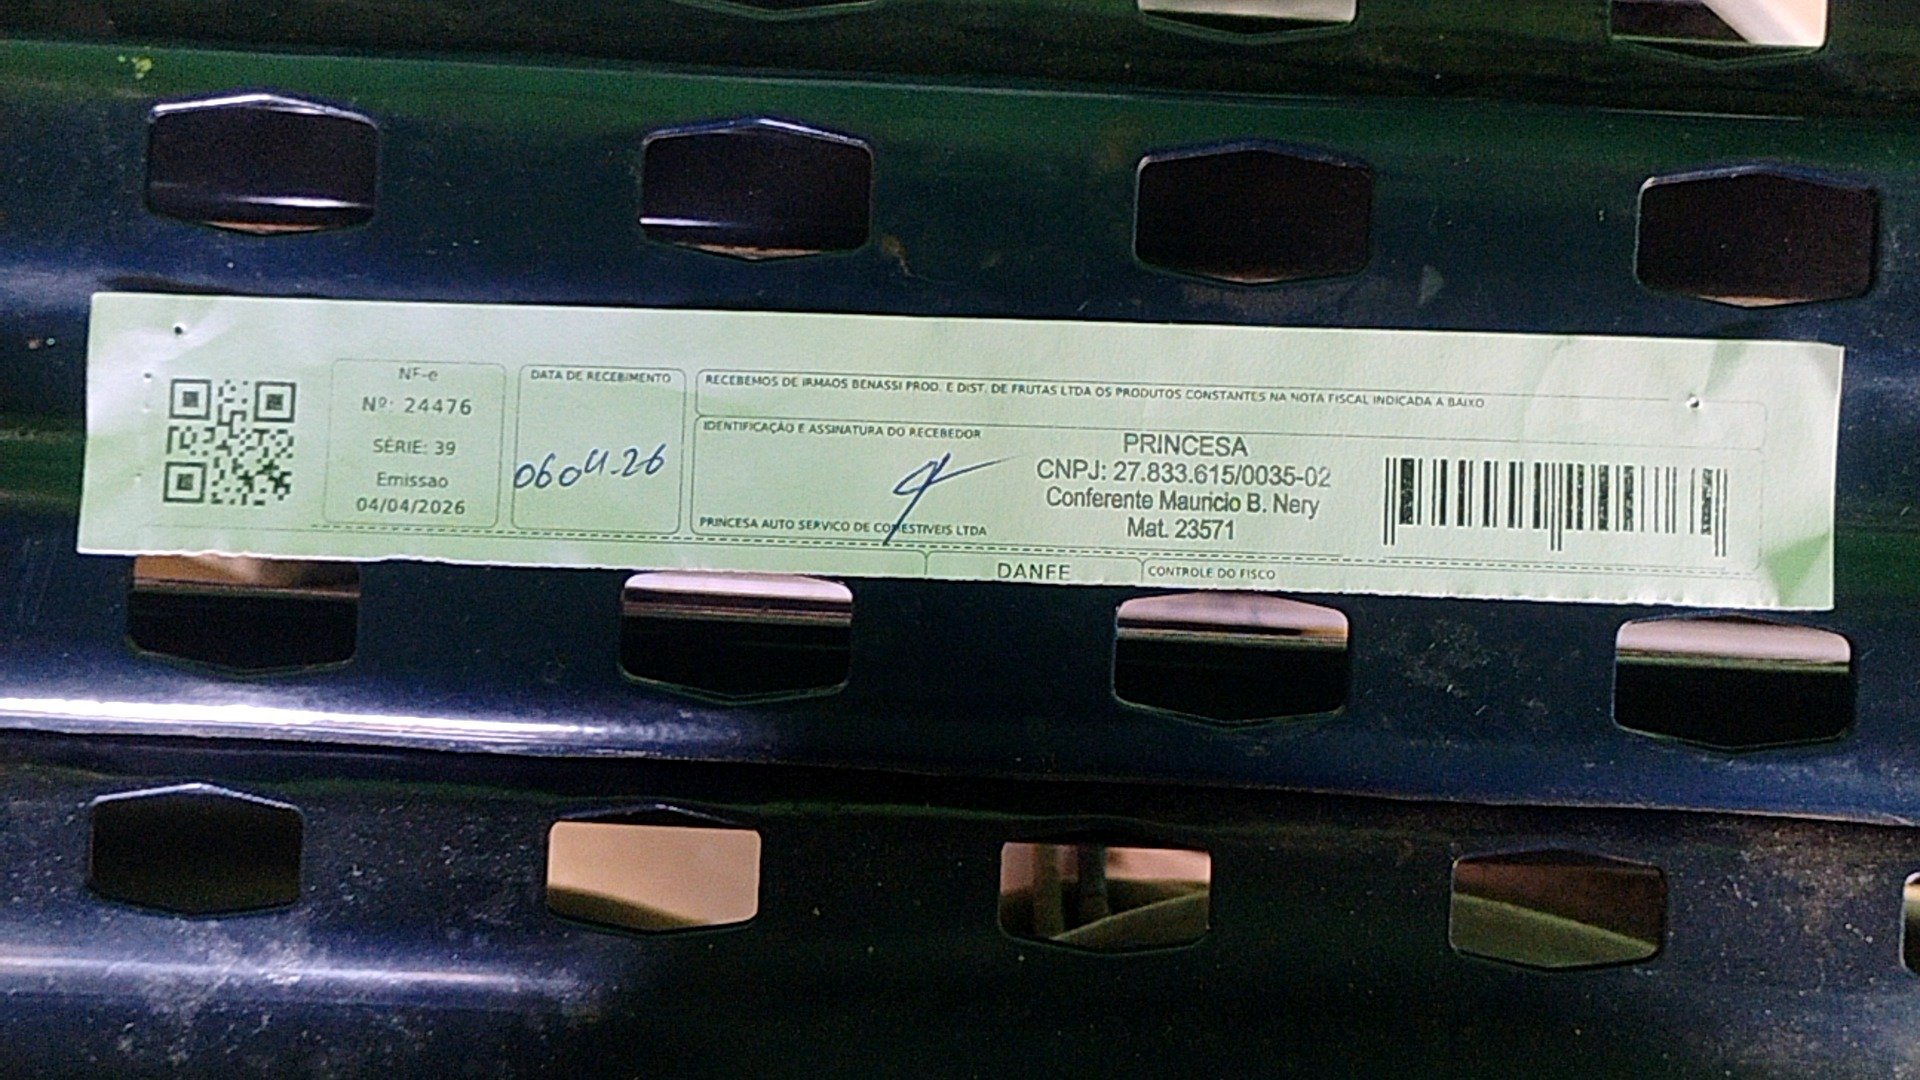 NF-e
Nº: 24476
SÉRIE: 39
Emissao
04/04/2026
DATA DE RECEBIMENTO
06 04-26
RECEBEMOS DE IRMAOS BENASSI PROD. E DIST. DE FRUTAS LTDA OS PRODUTOS CONSTANTES NA NOTA FISCAL INDICADA A BAIXO
IDENTIFICAÇÃO E ASSINATURA DO RECEBEDOR
PRINCESA AUTO SERVICO DE COMESTIVEIS LTDA
PRINCESA
CNPJ: 27.833.615/0035-02
Conferente Mauricio B. Nery
Mat. 23571
DANFE
CONTROLE DO FISCO